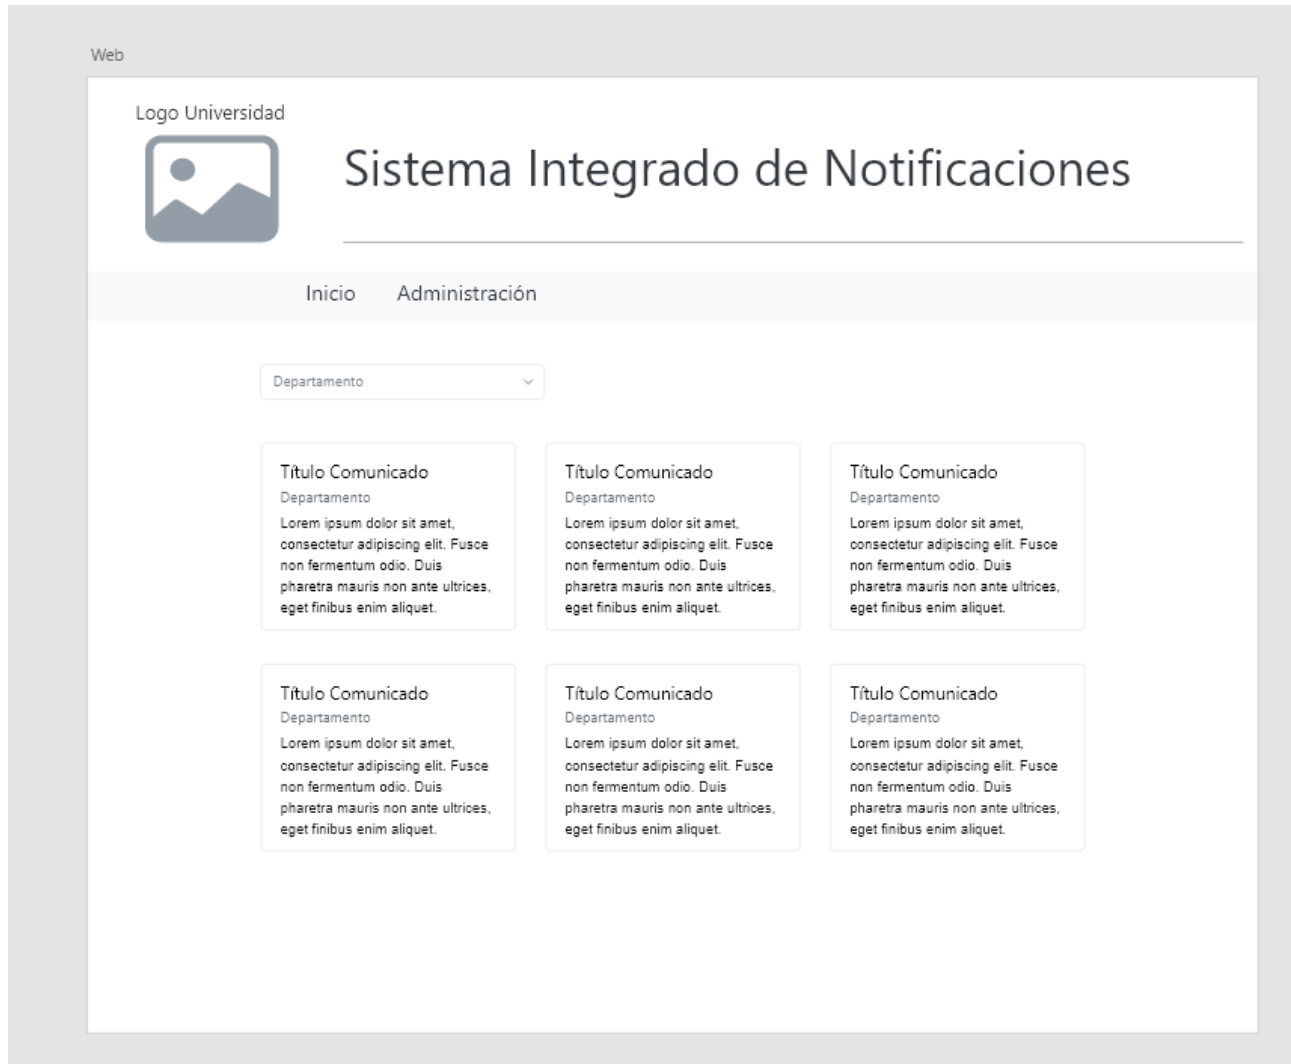 Web
Logo Universidad
Sistema Integrado de Notificaciones
Inicio Administración
Departamento
Título Comunicado
Departamento
Lorem ipsum dolor sit amet,
consectetur adipiscing elit. Fusce
non fermentum odio. Duis
pharetra mauris non ante ultrices,
eget finibus enim aliquet.
Título Comunicado
Departamento
Lorem ipsum dolor sit amet,
consectetur adipiscing elit. Fusce
non fermentum odio. Duis
pharetra mauris non ante ultrices,
eget finibus enim aliquet.
Título Comunicado
Departamento
Lorem ipsum dolor sit amet,
consectetur adipiscing elit. Fusce
non fermentum odio. Duis
pharetra mauris non ante ultrices,
eget finibus enim aliquet.
Título Comunicado
Departamento
Lorem ipsum dolor sit amet,
consectetur adipiscing elit. Fusce
non fermentum odio. Duis
pharetra mauris non ante ultrices,
eget finibus enim aliquet.
Título Comunicado
Departamento
Lorem ipsum dolor sit amet,
consectetur adipiscing elit. Fusce
non fermentum odio. Duis
pharetra mauris non ante ultrices,
eget finibus enim aliquet.
Título Comunicado
Departamento
Lorem ipsum dolor sit amet,
consectetur adipiscing elit. Fusce
non fermentum odio. Duis
pharetra mauris non ante ultrices,
eget finibus enim aliquet.